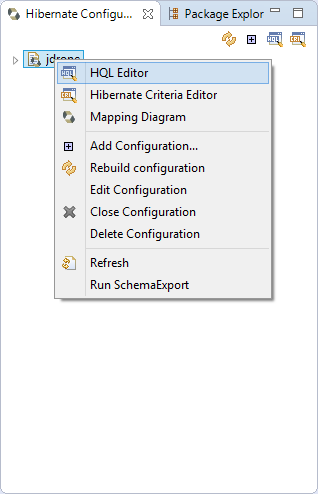 Hibernate Configu...
Package Explor
HQL Editor
Hibernate Criteria Editor
Mapping Diagram
Add Configuration...
Rebuild configuration
Edit Configuration
Close Configuration
Delete Configuration
Refresh
Run SchemaExport